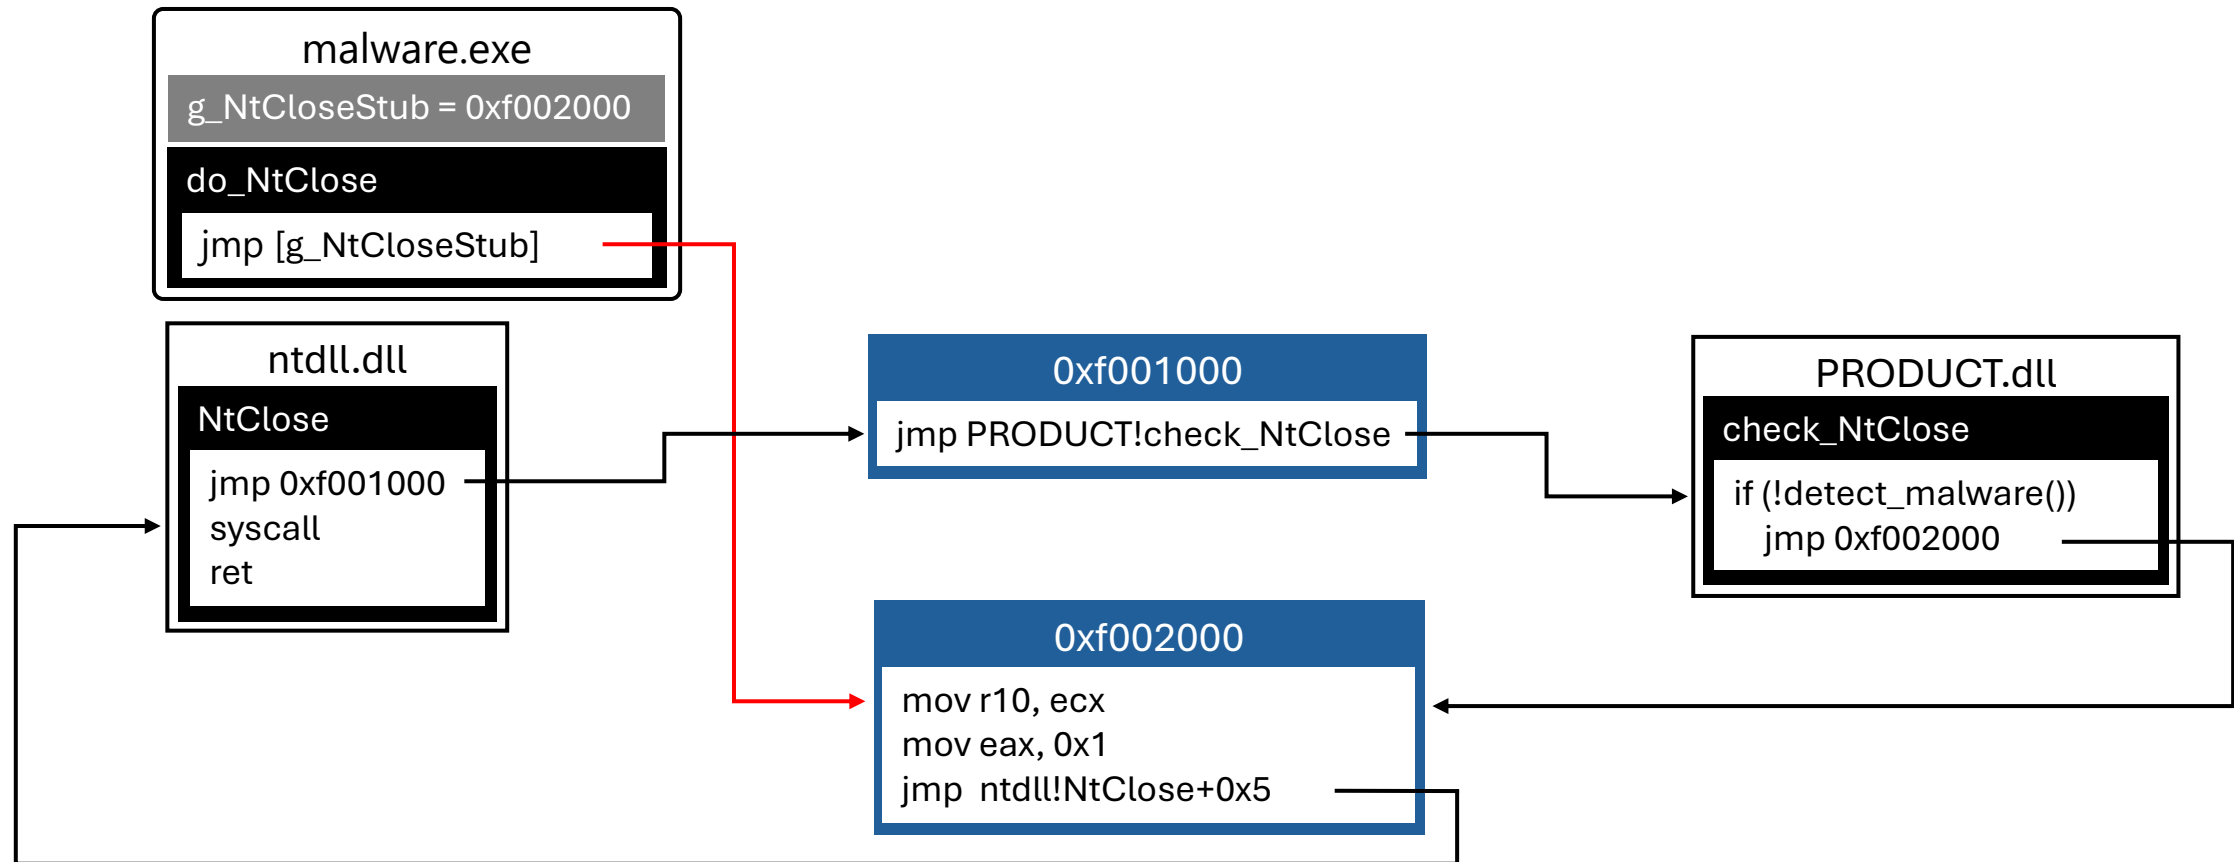 malware.exe
g_NtCloseStub = 0xf002000
do_NtClose
jmp [g_NtCloseStub]
ntdll.dll
NtClose
jmp 0xf001000
syscall
ret
0xf001000
jmp PRODUCT!check_NtClose
PRODUCT.dll
check_NtClose
if (!detect_malware())
jmp 0xf002000
0xf002000
mov r10, ecx
mov eax, 0x1
jmp ntdll!NtClose+0x5